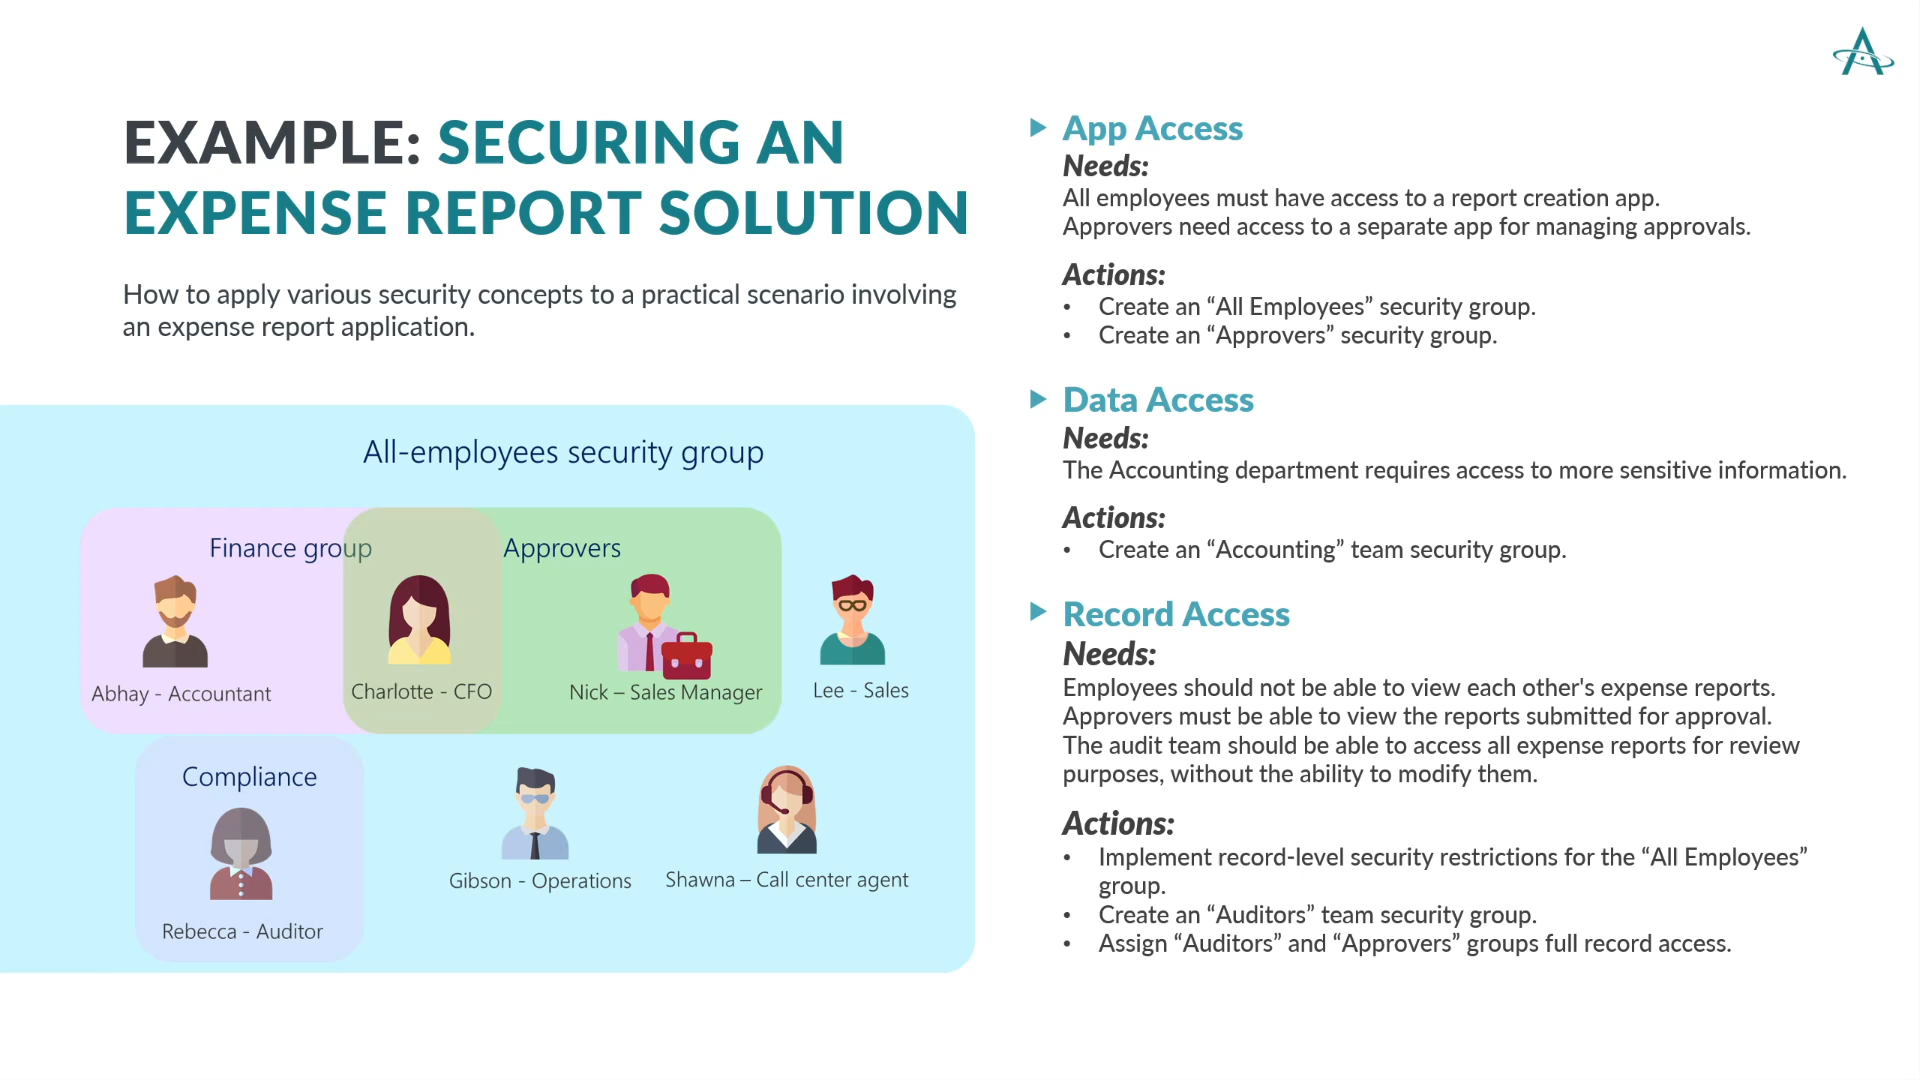 EXAMPLE: SECURING AN
EXPENSE REPORT SOLUTION
How to apply various security concepts to a practical scenario involving
an expense report application.
All-employees security group
Finance group
Approvers
Abhay - Accountant
Charlotte - CFO
Nick – Sales Manager
Lee - Sales
Compliance
Rebecca - Auditor
Gibson - Operations
Shawna – Call center agent
App Access
Needs:
All employees must have access to a report creation app.
Approvers need access to a separate app for managing approvals.
Actions:
• Create an “All Employees” security group.
• Create an “Approvers” security group.
Data Access
Needs:
The Accounting department requires access to more sensitive information.
Actions:
• Create an “Accounting” team security group.
Record Access
Needs:
Employees should not be able to view each other's expense reports.
Approvers must be able to view the reports submitted for approval.
The audit team should be able to access all expense reports for review
purposes, without the ability to modify them.
Actions:
• Implement record-level security restrictions for the “All Employees”
group.
• Create an “Auditors” team security group.
• Assign “Auditors” and “Approvers” groups full record access.